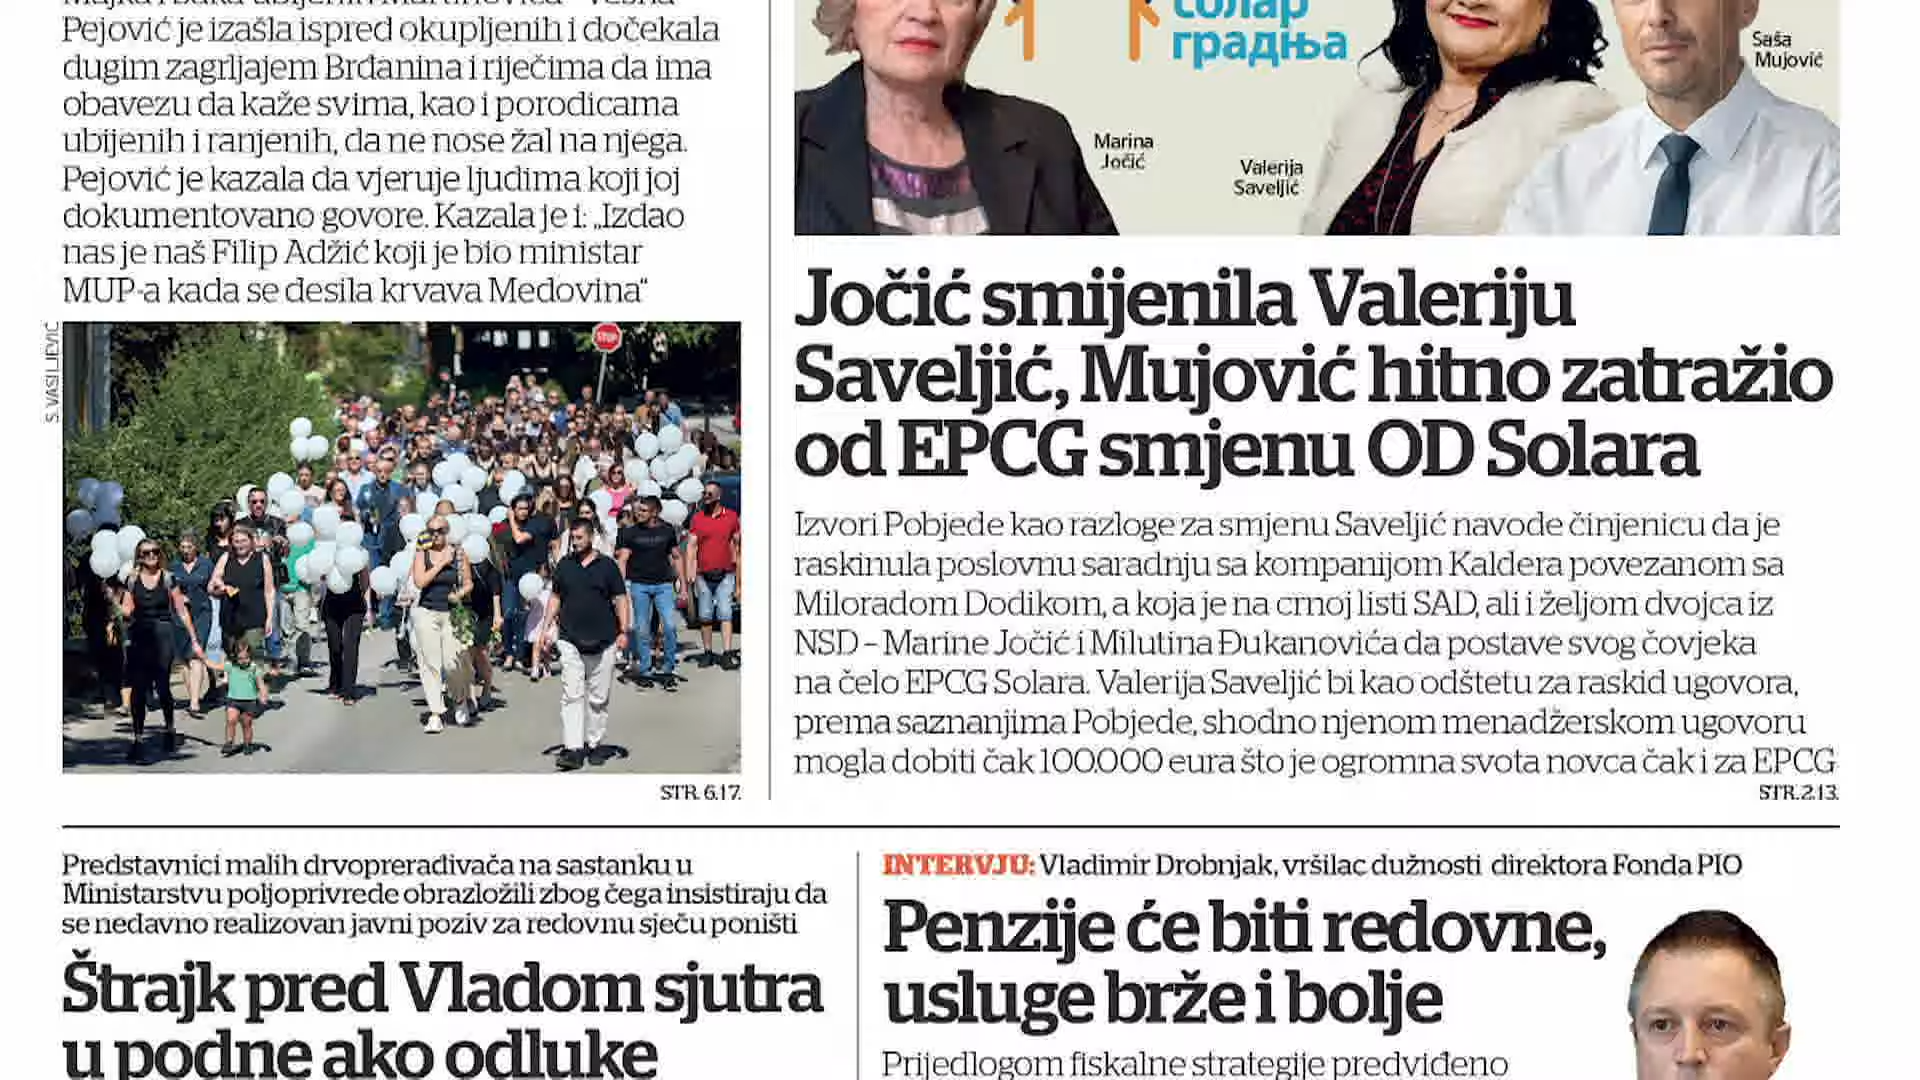 Pejović je izašla ispred okupljenih i dočekala
dugim zagrljajem Brđanina i riječima da ima
obavezu da kaže svima, kao i porodicama
ubijenih i ranjenih, da ne nose žal na njega.
Pejović je kazala da vjeruje ljudima koji joj
dokumentovano govore. Kazala je i: „Izdao
nas je naš Filip Adžić koji je bio ministar
MUP-a kada se desila krvava Medovina“
S. VASILJEVIĆ
STOP
STR. 6.17.
солар
градња
Marina
Jočić
Valerija
Saveljić
Saša
Mujović
Jočić smijenila Valeriju
Saveljić, Mujović hitno zatražio
od EPCG smjenu OD Solara
Izvori Pobjede kao razloge za smjenu Saveljić navode činjenicu da je
raskinula poslovnu saradnju sa kompanijom Kaldera povezanom sa
Miloradom Dodikom, a koja je na crnoj listi SAD, ali i željom dvojca iz
NSD – Marine Jočić i Milutina Đukanovića da postave svog čovjeka
na čelo EPCG Solara. Valerija Saveljić bi kao odštetu za raskid ugovora,
prema saznanjima Pobjede, shodno njenom menadžerskom ugovoru
mogla dobiti čak 100.000 eura što je ogromna svota novca čak i za EPCG
STR. 2.13.
Predstavnici malih drvoprerađivača na sastanku u
Ministarstvu poljoprivrede obrazložili zbog čega insistiraju da
se nedavno realizovan javni poziv za redovnu sječu poništi
Štrajk pred Vladom sjutra
u podne ako odluke
INTERVJU: Vladimir Drobnjak, vršilac dužnosti direktora Fonda PIO
Penzije će biti redovne,
usluge brže i bolje
Prijedlogom fiskalne strategije predviđeno